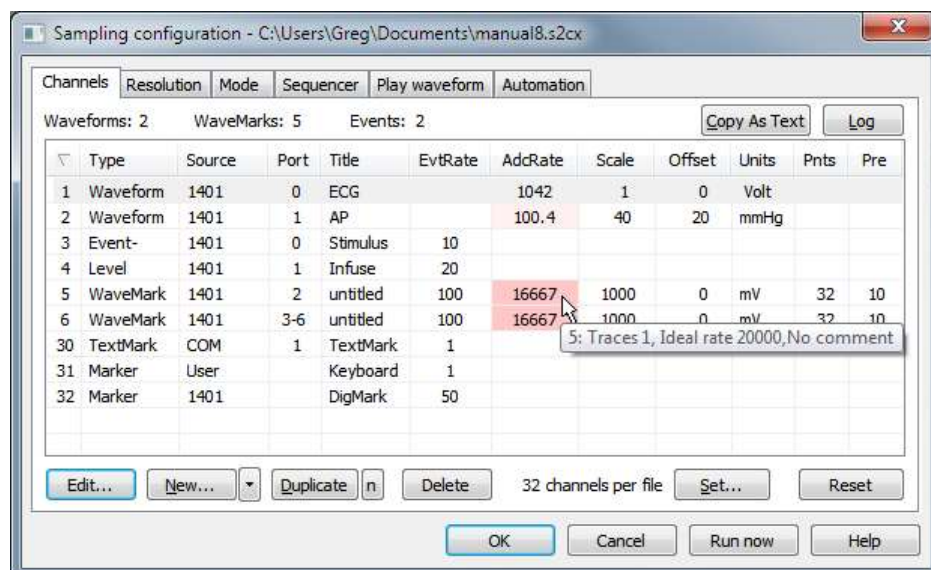 Sampling configuration - C:\Users\Greg\Documents\manual8.s2cx
Channels Resolution Mode Sequencer Play waveform Automation
Waveforms: 2 WaveMarks: 5 Events: 2 Copy As Text Log
Type Source Port Title EvtRate AdcRate Scale Offset Units Pnts Pre
1 Waveform 1401 0 ECG 1042 1 0 Volt
2 Waveform 1401 1 AP 100.4 40 20 mmHg
3 Event- 1401 0 Stimulus 10
4 Level 1401 1 Infuse 20
5 WaveMark 1401 2 untitled 100 16667 1000 0 mV 32 10
6 WaveMark 1401 3-6 untitled 100 16667 1000 0 mV 32 10
5: Traces 1, Ideal rate 20000,No comment
30 TextMark COM 1 TextMark 1
31 Marker User Keyboard 1
32 Marker 1401 DigMark 50
Edit... New... Duplicate n Delete 32 channels per file Set... Reset
OK Cancel Run now Help